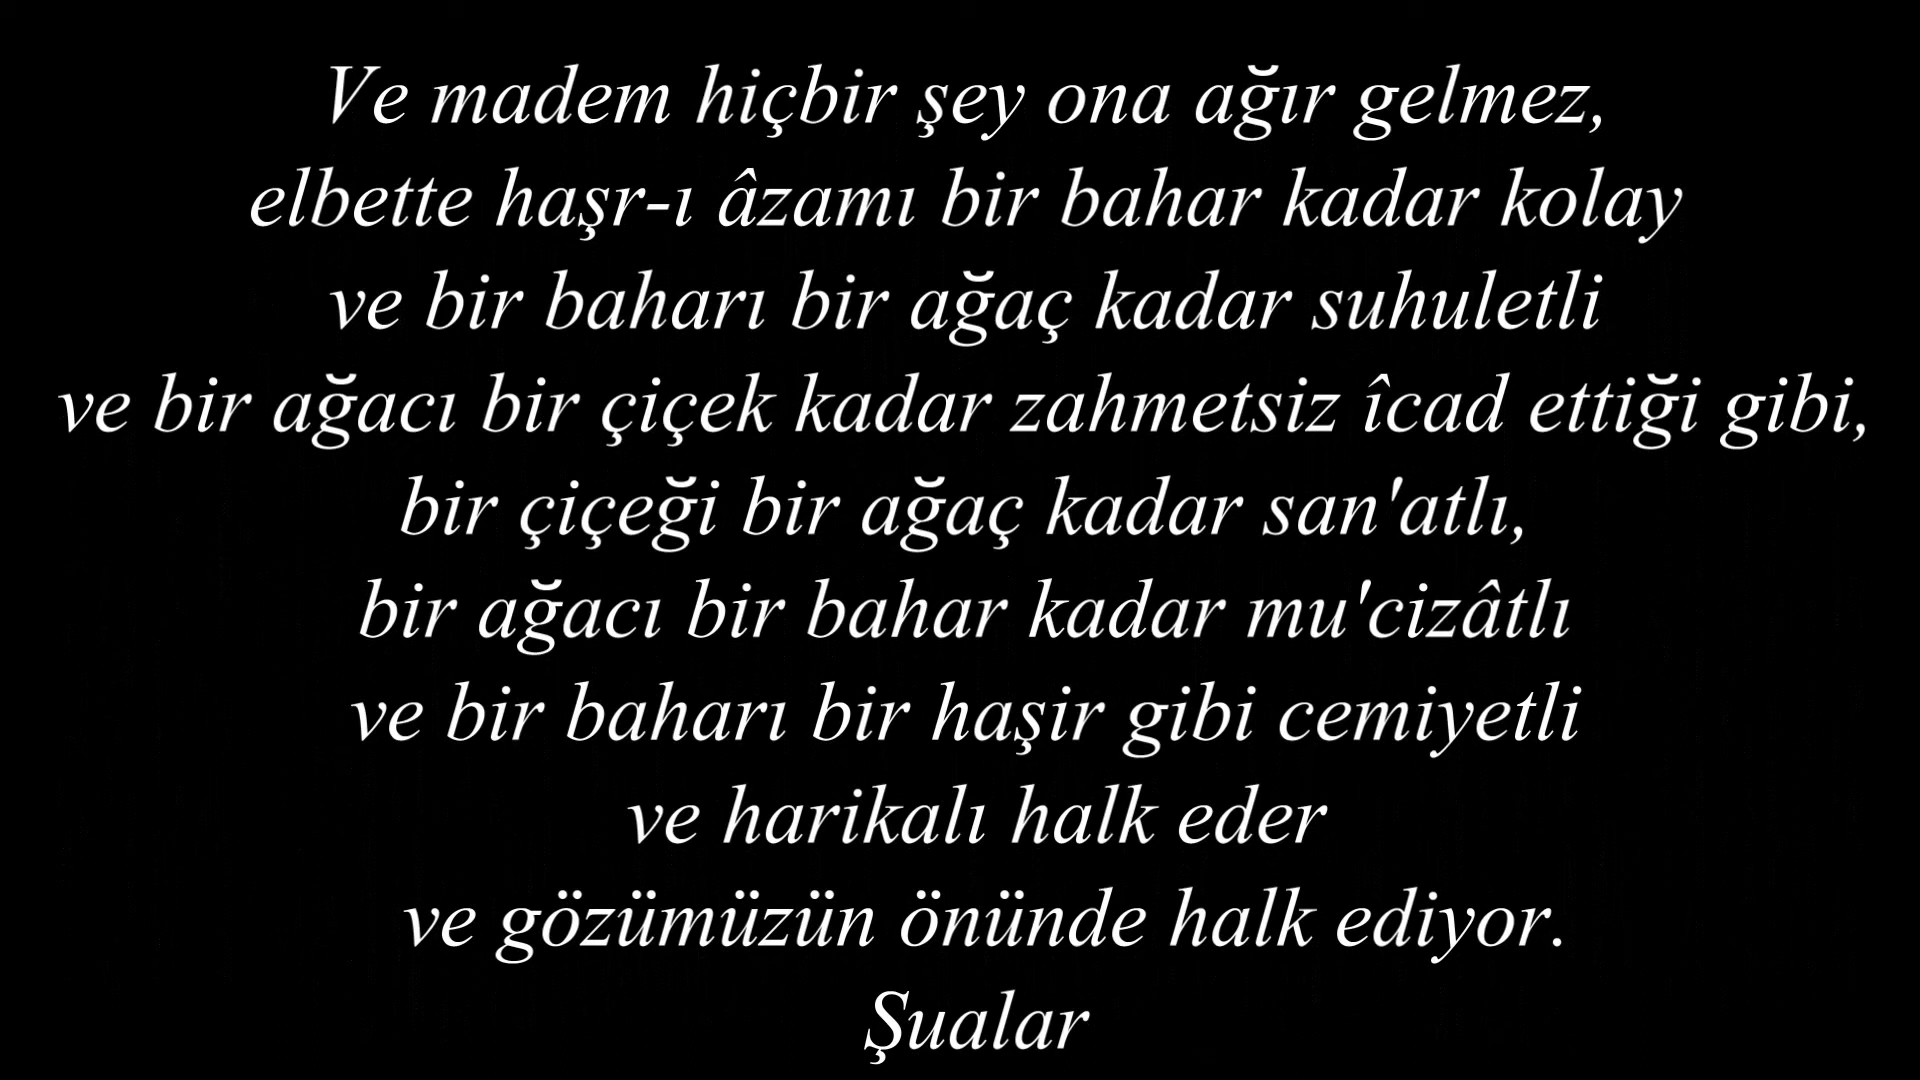 Ve madem hiçbir şey ona ağır gelmez,
elbette haşr-ı âzamı bir bahar kadar kolay
ve bir baharı bir ağaç kadar suhuletli
ve bir ağacı bir çiçek kadar zahmetsiz îcad ettiği gibi,
bir çiçeği bir ağaç kadar san'atlı,
bir ağacı bir bahar kadar mu'cizâtlı
ve bir baharı bir haşir gibi cemiyetli
ve harikalı halk eder
ve gözümüzün önünde halk ediyor.
Şualar